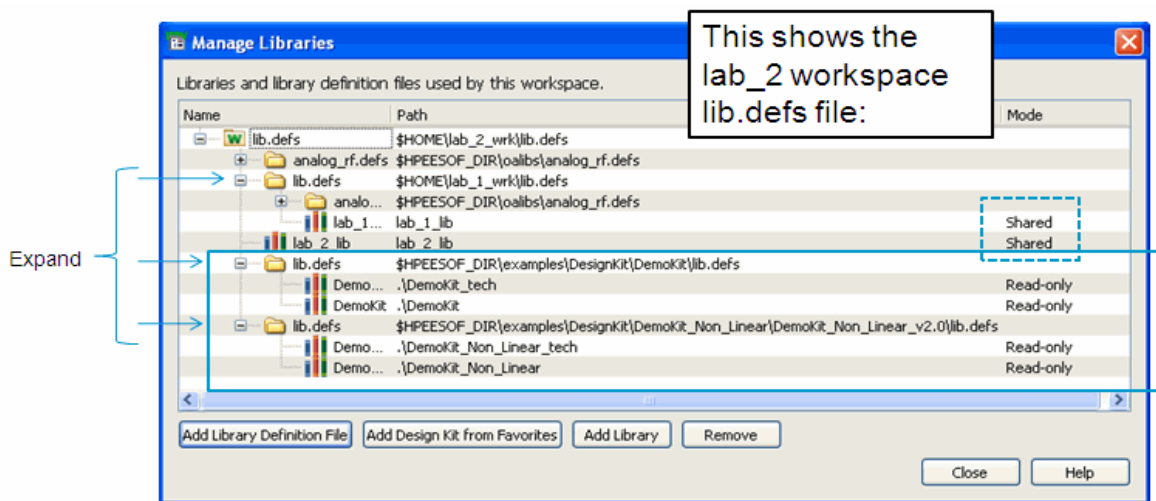 Manage Libraries
This shows the
lab_2 workspace
lib.defs file:
Libraries and library definition files used by this workspace.
Name Path Mode
lib.defs $HOME\lab_2_wrk\lib.defs
analog_rf.defs $HPEESOF_DIR\oalibs\analog_rf.defs
lib.defs $HOME\lab_1_wrk\lib.defs
analo... $HPEESOF_DIR\oalibs\analog_rf.defs
lab_1... lab_1_lib Shared
lab_2_lib lab_2_lib Shared
Expand
lib.defs $HPEESOF_DIR\examples\DesignKit\DemoKit\lib.defs
Demo... .\DemoKit_tech Read-only
DemoKit .\DemoKit Read-only
lib.defs $HPEESOF_DIR\examples\DesignKit\DemoKit_Non_Linear\DemoKit_Non_Linear_v2.0\lib.defs
Demo... .\DemoKit_Non_Linear_tech Read-only
Demo... .\DemoKit_Non_Linear Read-only
Add Library Definition File Add Design Kit from Favorites Add Library Remove
Close Help